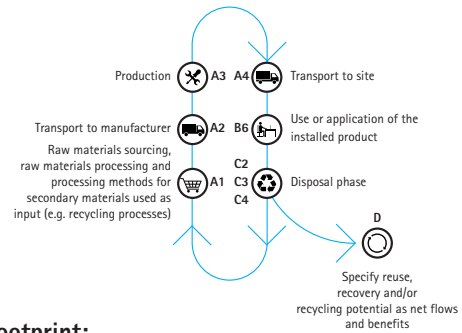 Production
A3
A4
Transport to site
Transport to manufacturer
A2
B6
Use or application of the
installed product
Raw materials sourcing,
raw materials processing and
processing methods for
secondary materials used as
input (e.g. recycling processes)
A1
C2
C3
C4
Disposal phase
D
Specify reuse,
recovery and/or
recycling potential as net flows
and benefits